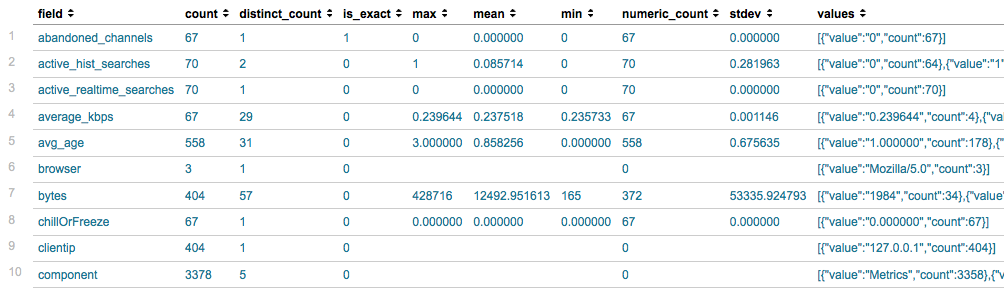 field count distinct_count is_exact max mean min numeric_count stdev values
1 abandoned_channels 67 1 1 0 0.000000 0 67 0.000000 [{"value":"0","count":67}]
2 active_hist_searches 70 2 0 1 0.085714 0 70 0.281963 [{"value":"0","count":64},{"value":"1"
3 active_realtime_searches 70 1 0 0 0.000000 0 70 0.000000 [{"value":"0","count":70}]
4 average_kbps 67 29 0 0.239644 0.237518 0.235733 67 0.001146 [{"value":"0.239644","count":4},{"va
5 avg_age 558 31 0 3.000000 0.858256 0.000000 558 0.675635 [{"value":"1.000000","count":178},{"
6 browser 3 1 0 0 [{"value":"Mozilla/5.0","count":3}]
7 bytes 404 57 0 428716 12492.951613 165 372 53335.924793 [{"value":"1984","count":34},{"value
8 chillOrFreeze 67 1 0 0.000000 0.000000 0.000000 67 0.000000 [{"value":"0.000000","count":67}]
9 clientip 404 1 0 0 [{"value":"127.0.0.1","count":404}]
10 component 3378 5 0 0 [{"value":"Metrics","count":3358},{"v